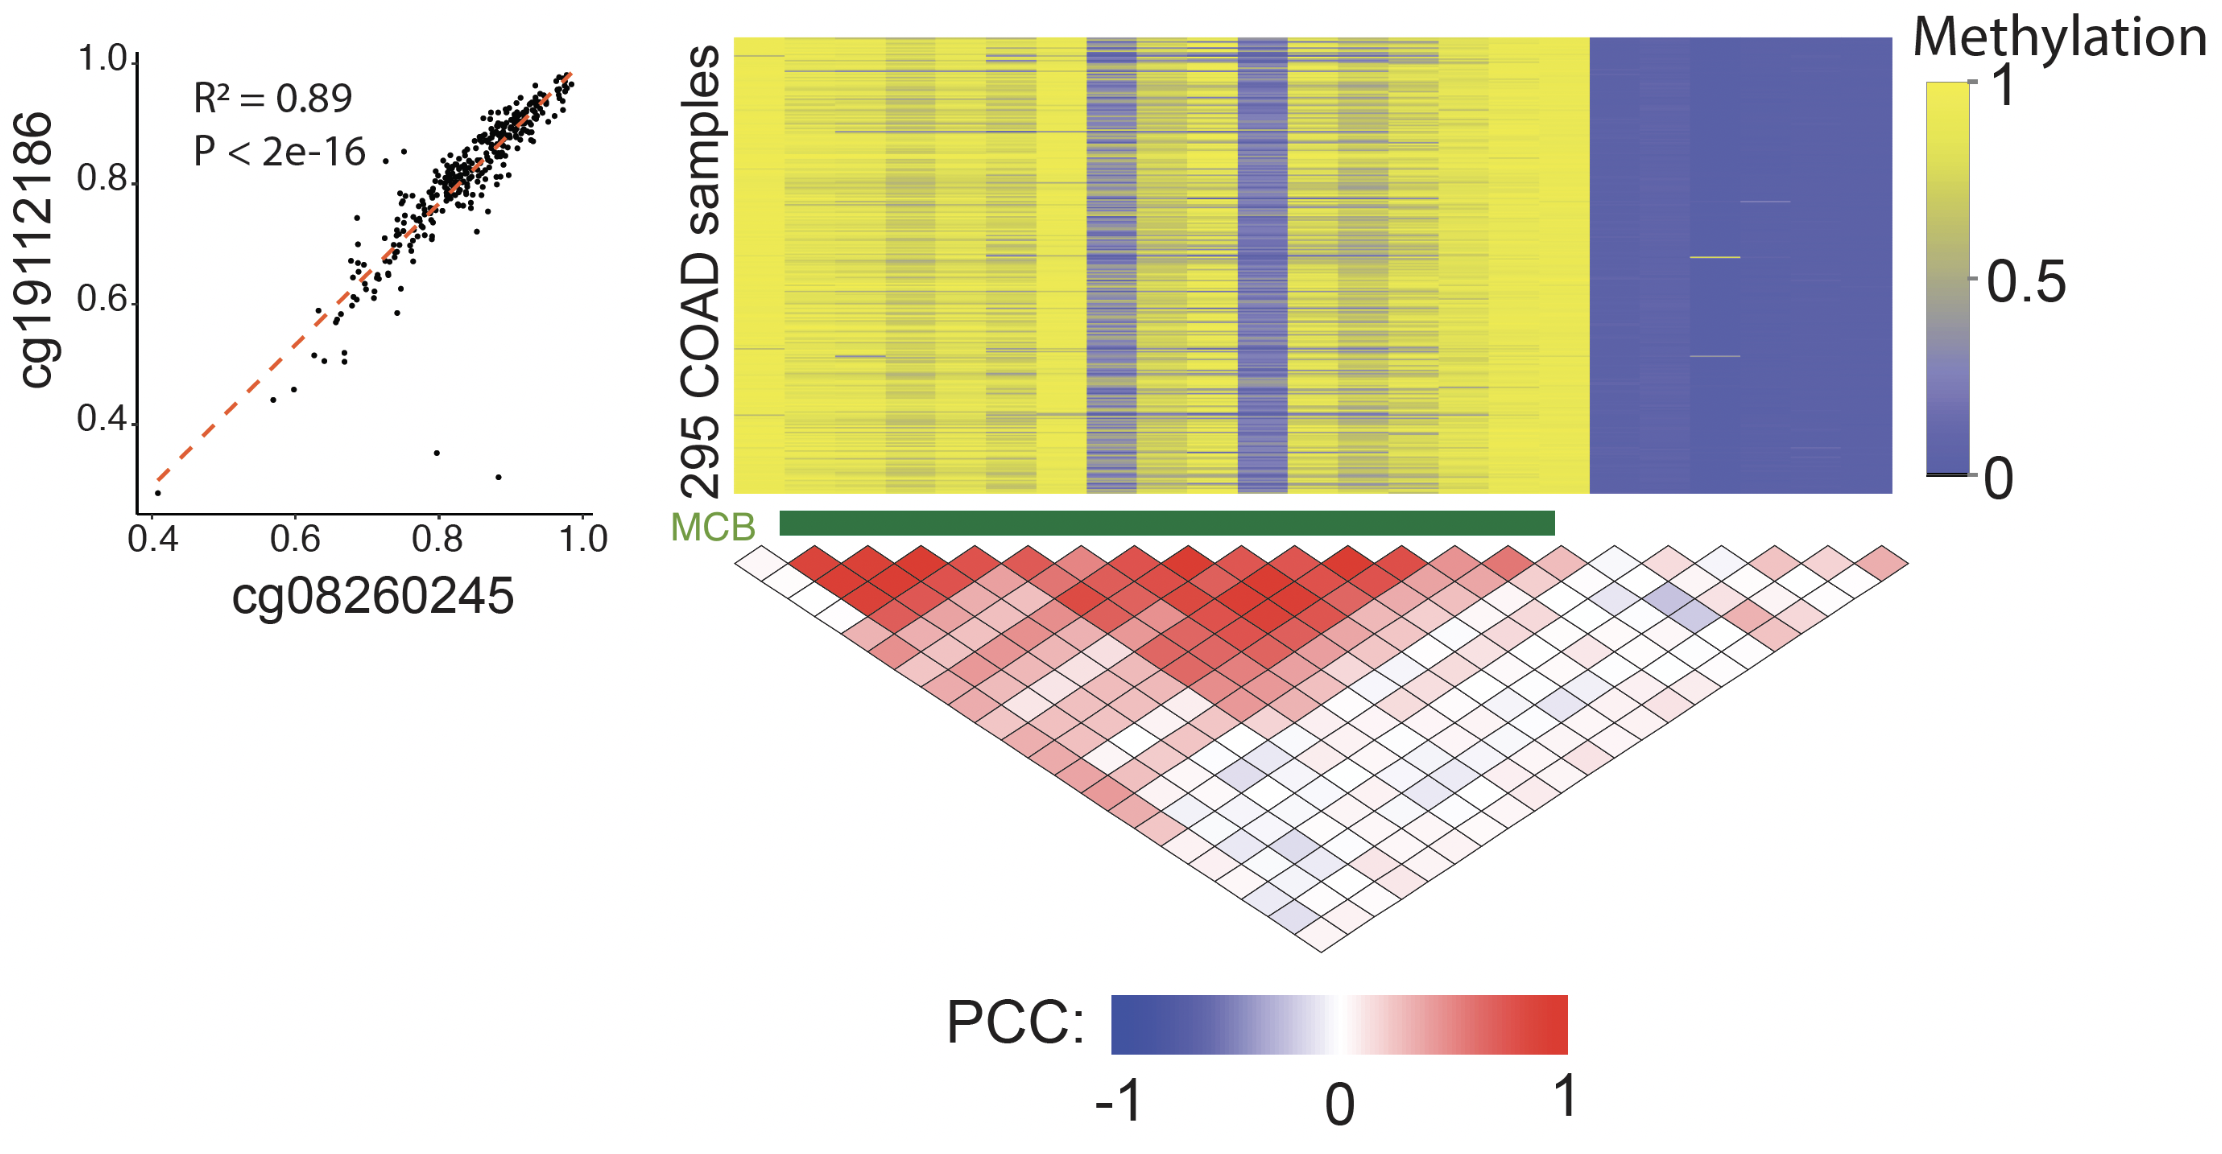 1.0
0.8
0.6
0.4
cg19112186
R² = 0.89
P < 2e-16
0.4 0.6 0.8 1.0
cg08260245
295 COAD samples
Methylation
1
0.5
0
MCB
PCC:
-1 0 1